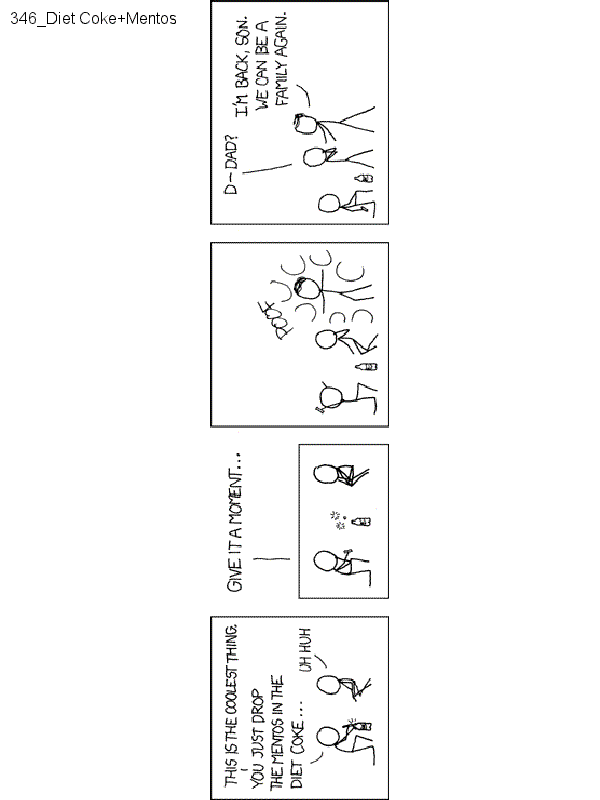 346_Diet Coke+Mentos
THIS IS THE COOLEST THING.
YOU JUST DROP
THE MENTOS IN THE
DIET COKE...
UH HUH
GIVE IT A MOMENT...
POOF
D-DAD?
I'M BACK, SON.
WE CAN BE A
FAMILY AGAIN.